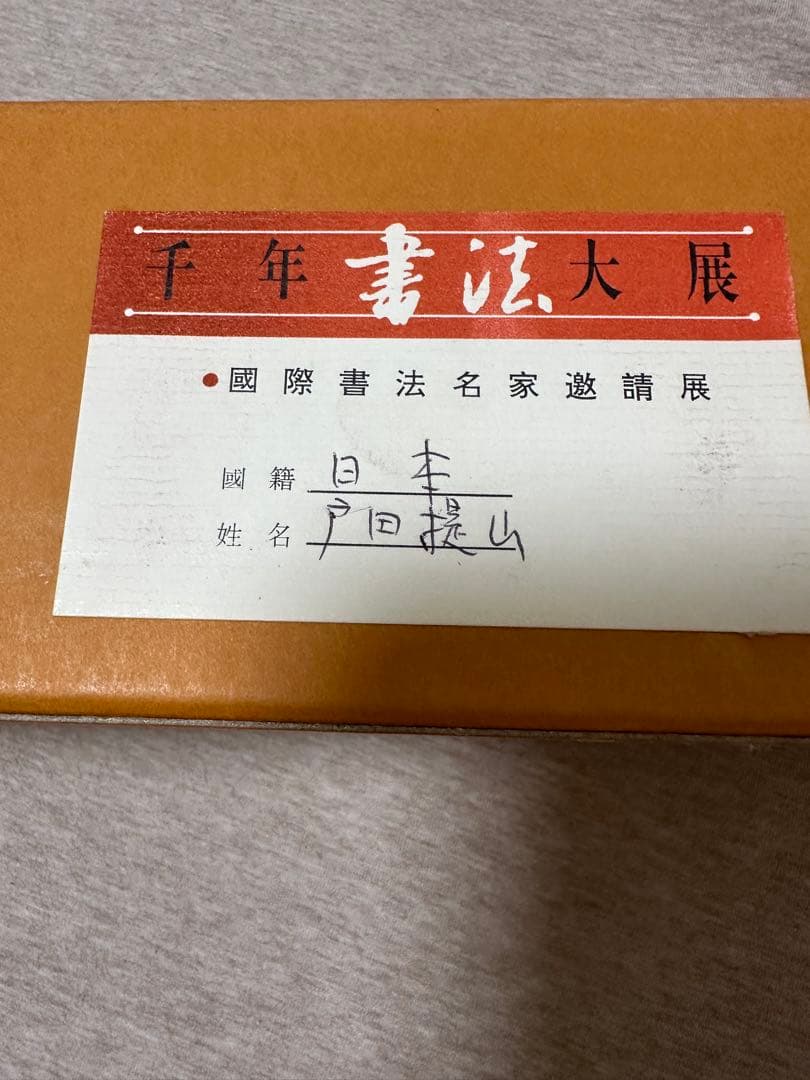 千年書法大展
•國際書法名家邀請展
國籍 日本
姓名 戸田提山